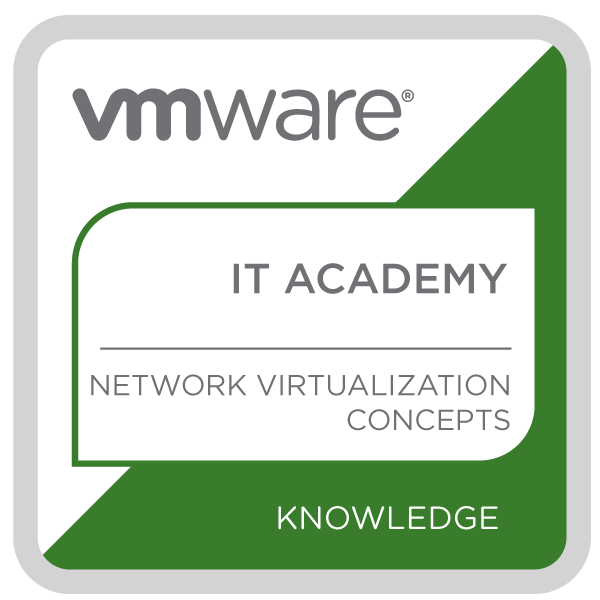 vmware®
IT ACADEMY
NETWORK VIRTUALIZATION
CONCEPTS
KNOWLEDGE